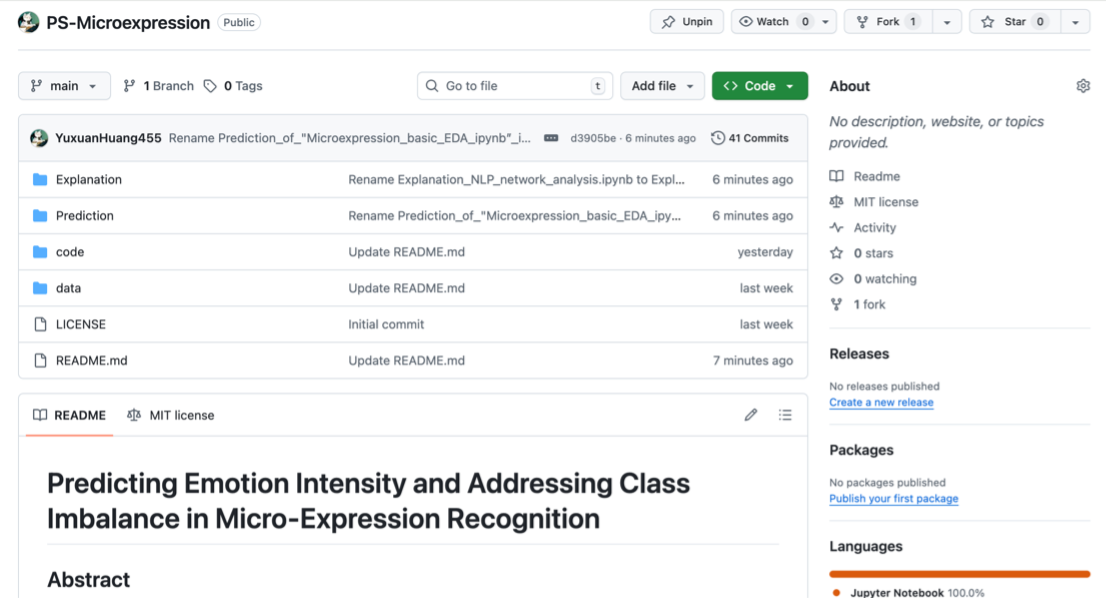 PS-Microexpression Public Unpin Watch 0 Fork 1 Star 0
main 1 Branch 0 Tags Go to file t Add file Code
YuxuanHuang455 Rename Prediction_of_"Microexpression_basic_EDA_ipynb"_i... d3905be · 6 minutes ago 41 Commits
Explanation Rename Explanation_NLP_network_analysis.ipynb to Expl... 6 minutes ago
Prediction Rename Prediction_of_"Microexpression_basic_EDA_ipy... 6 minutes ago
code Update README.md yesterday
data Update README.md last week
LICENSE Initial commit last week
README.md Update README.md 7 minutes ago
README MIT license
Predicting Emotion Intensity and Addressing Class
Imbalance in Micro-Expression Recognition
Abstract
About
No description, website, or topics
provided.
Readme
MIT license
Activity
0 stars
0 watching
1 fork
Releases
No releases published
Create a new release
Packages
No packages published
Publish your first package
Languages
Jupyter Notebook 100.0%